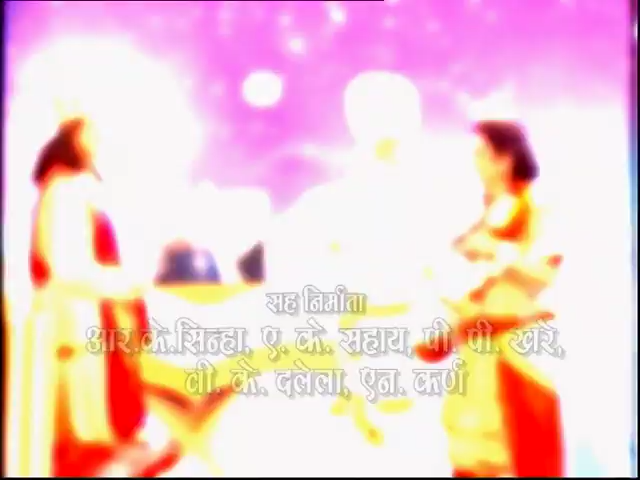 सह निर्माता
आर.के.सिन्हा, ए. के. सहाय, पी. पी. खरे,
वी. के. दलेला, एन. कर्ण